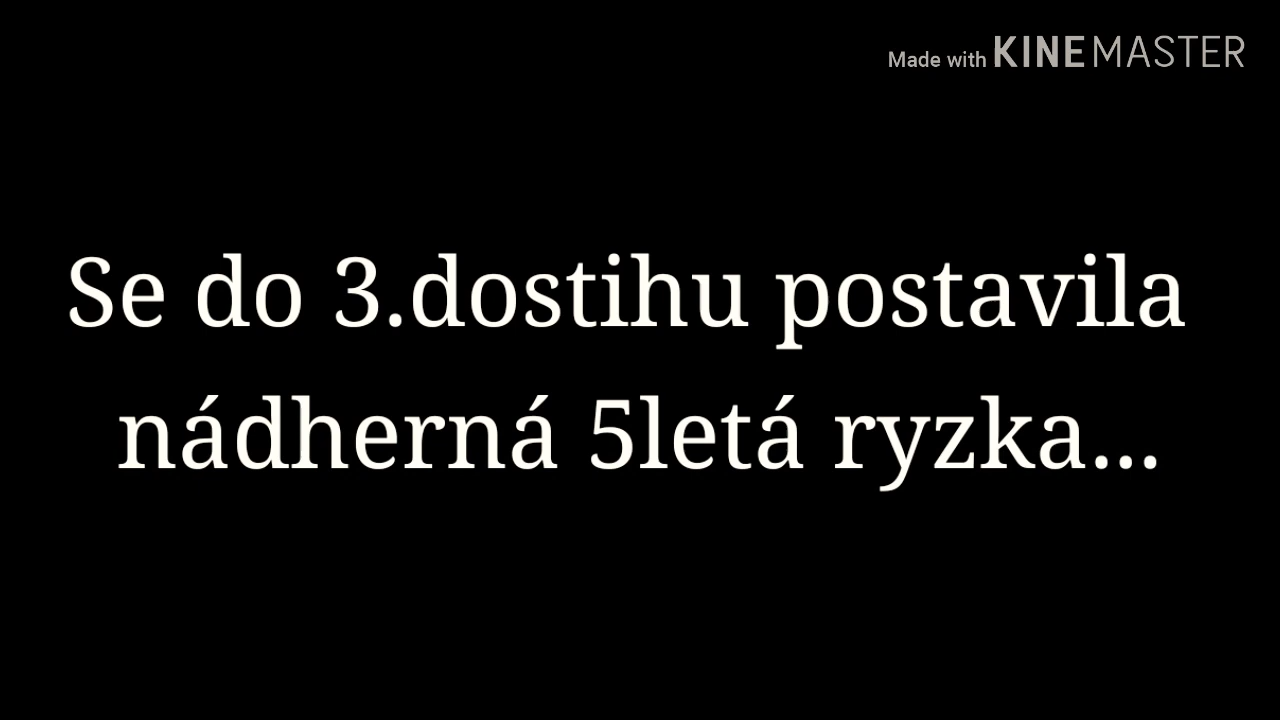 Made with KINEMASTER
Se do 3.dostihu postavila
nádherná 5letá ryzka...